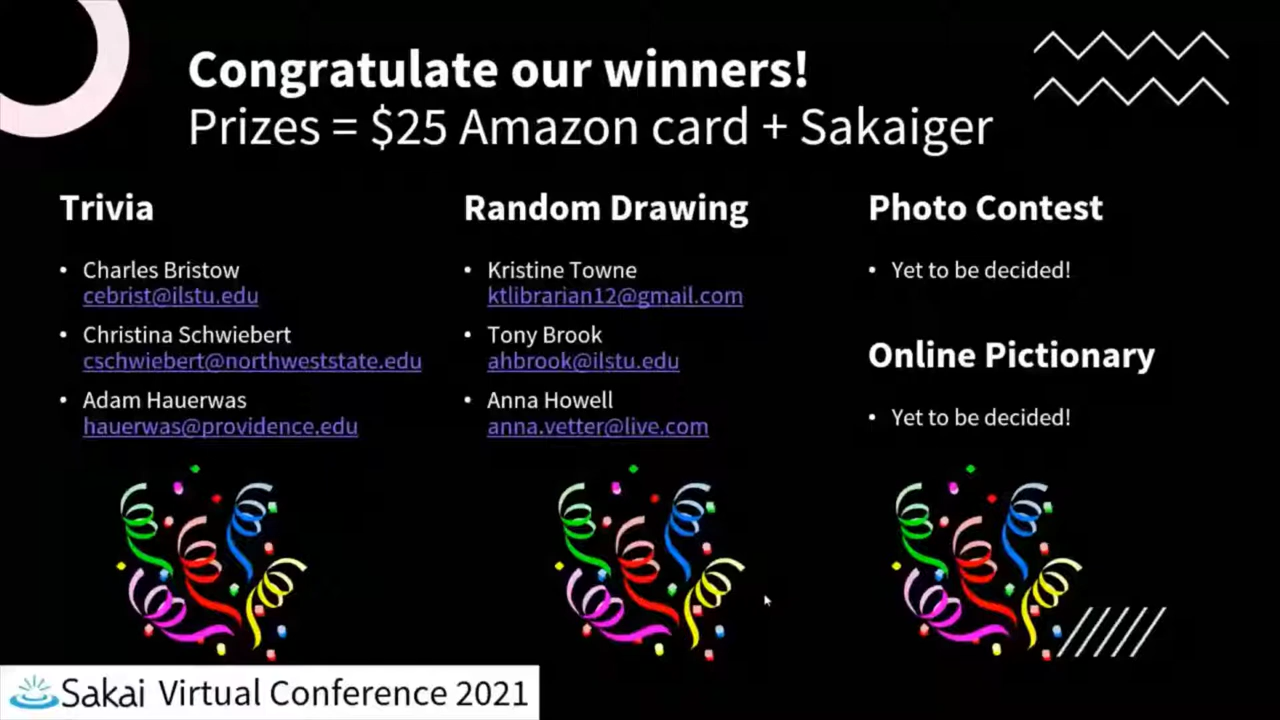 Congratulate our winners!
Prizes = $25 Amazon card + Sakaiger
Trivia
• Charles Bristow
cebrist@ilstu.edu
• Christina Schwiebert
cschwiebert@northweststate.edu
• Adam Hauerwas
hauerwas@providence.edu
Random Drawing
• Kristine Towne
ktlibrarian12@gmail.com
• Tony Brook
ahbrook@ilstu.edu
• Anna Howell
anna.vetter@live.com
Photo Contest
• Yet to be decided!
Online Pictionary
• Yet to be decided!
Sakai Virtual Conference 2021